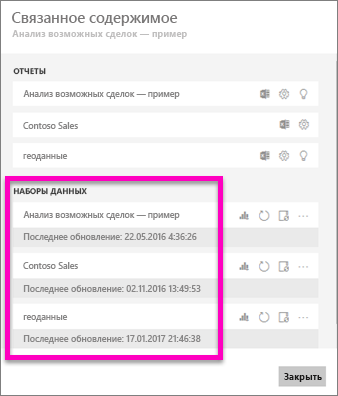 Связанное содержимое
Анализ возможных сделок — пример
ОТЧЕТЫ
Анализ возможных сделок — пример
Contoso Sales
геоданные
НАБОРЫ ДАННЫХ
Анализ возможных сделок — пример
Последнее обновление: 22.05.2016 4:36:26
Contoso Sales
Последнее обновление: 02.11.2016 13:49:53
геоданные
Последнее обновление: 17.01.2017 21:46:38
Закрыть